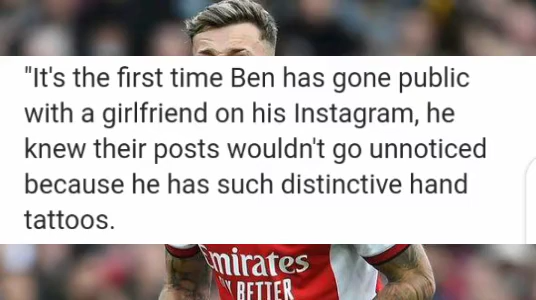 "It's the first time Ben has gone public
with a girlfriend on his Instagram, he
knew their posts wouldn't go unnoticed
because he has such distinctive hand
tattoos.
Emirates
BETTER